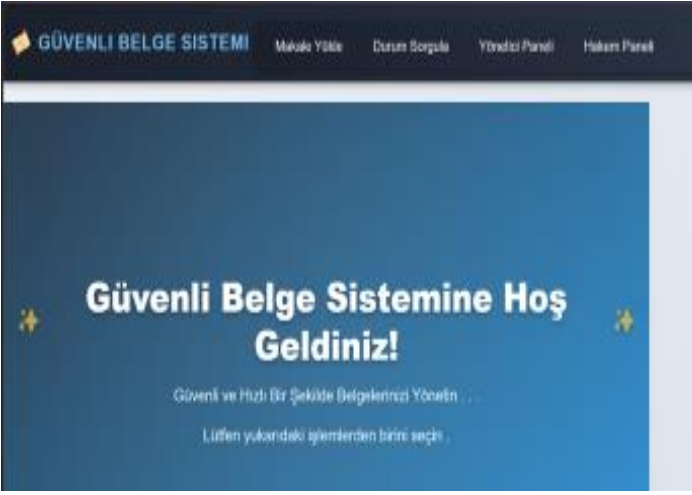 GÜVENLI BELGE SISTEMI
Makale Yükle Durum Sorgula Yönetici Paneli Hakem Paneli
Güvenli Belge Sistemine Hoş
Geldiniz!
Güvenli ve Hızlı Bir Şekilde Belgelerinizi Yönetin . . .
Lütfen yukarıdaki işlemlerden birini seçin .